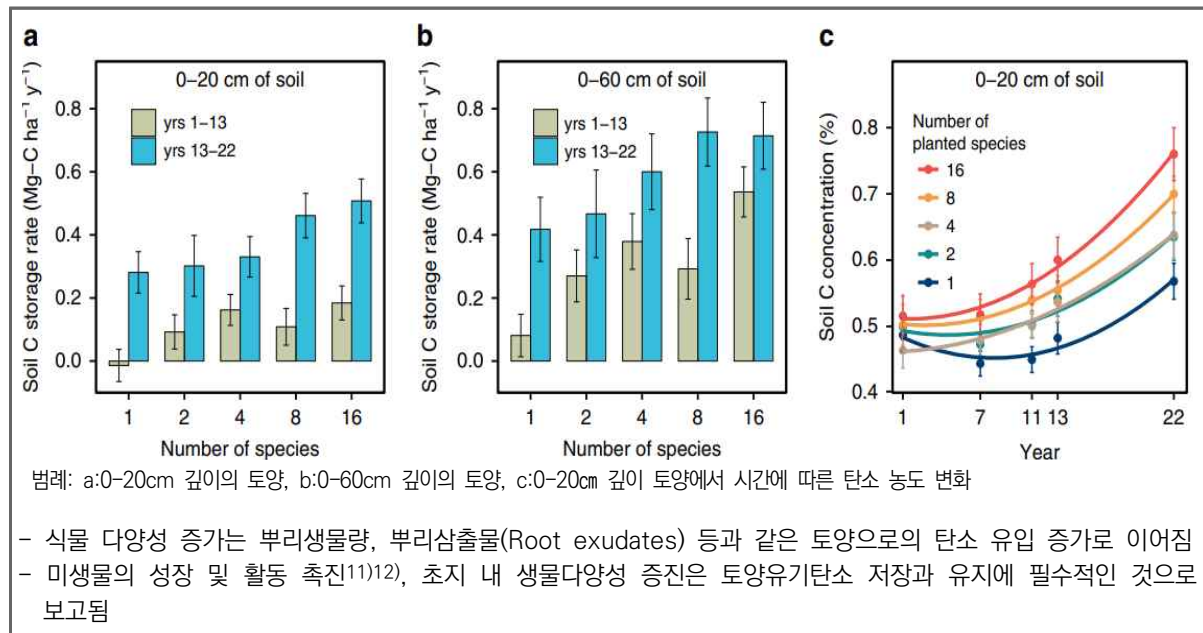 a
0–20 cm of soil
yrs 1–13
yrs 13–22
Soil C storage rate (Mg–C ha⁻¹ y⁻¹)
0.8
0.6
0.4
0.2
0.0
1 2 4 8 16
Number of species
b
0–60 cm of soil
yrs 1–13
yrs 13–22
Soil C storage rate (Mg–C ha⁻¹ y⁻¹)
0.8
0.6
0.4
0.2
0.0
1 2 4 8 16
Number of species
c
0–20 cm of soil
Number of
planted species
16
8
4
2
1
Soil C concentration (%)
0.8
0.7
0.6
0.5
0.4
1 7 11 13 22
Year
범례: a:0-20cm 깊이의 토양, b:0-60cm 깊이의 토양, c:0-20㎝ 깊이 토양에서 시간에 따른 탄소 농도 변화
- 식물 다양성 증가는 뿌리생물량, 뿌리삼출물(Root exudates) 등과 같은 토양으로의 탄소 유입 증가로 이어짐
- 미생물의 성장 및 활동 촉진11)12), 초지 내 생물다양성 증진은 토양유기탄소 저장과 유지에 필수적인 것으로
보고됨